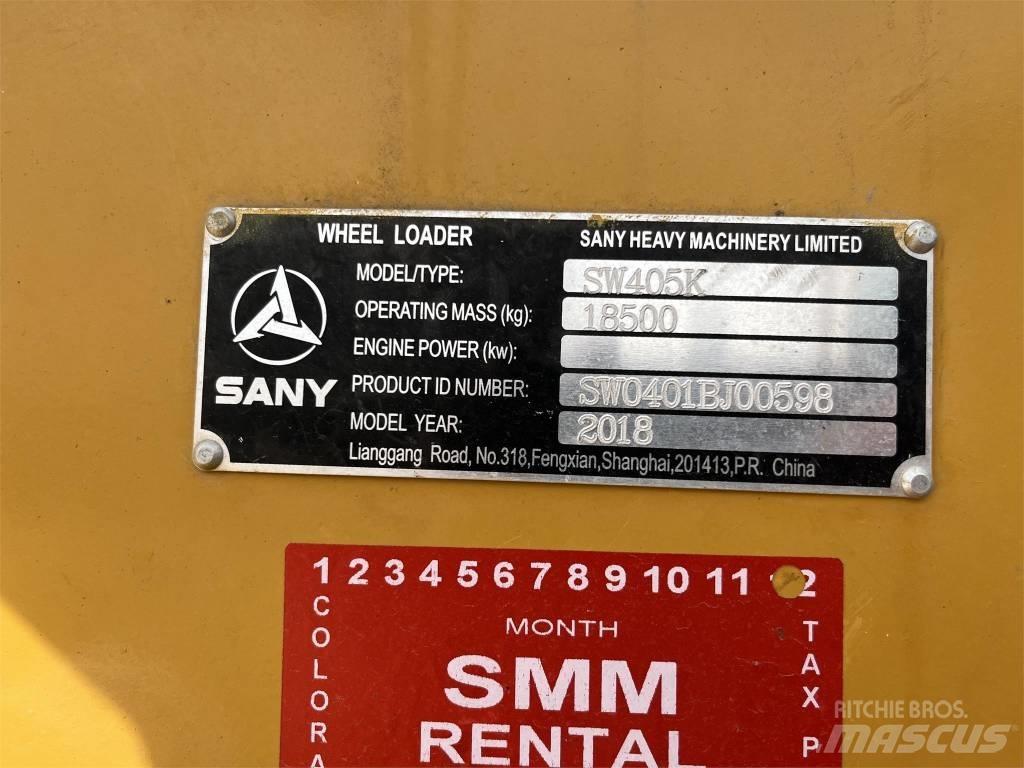 WHEEL LOADER SANY HEAVY MACHINERY LIMITED
MODEL/TYPE: SW405K
OPERATING MASS (kg): 18500
ENGINE POWER (kw):
SANY
PRODUCT ID NUMBER: SW0401BJ00598
MODEL YEAR: 2018
Lianggang Road, No.318,Fengxian,Shanghai,201413,P.R. China
1 2 3 4 5 6 7 8 9 10 11 12
MONTH
COLORA
TAX P
SMM
RENTAL
RITCHIE BROS.
MASCUS